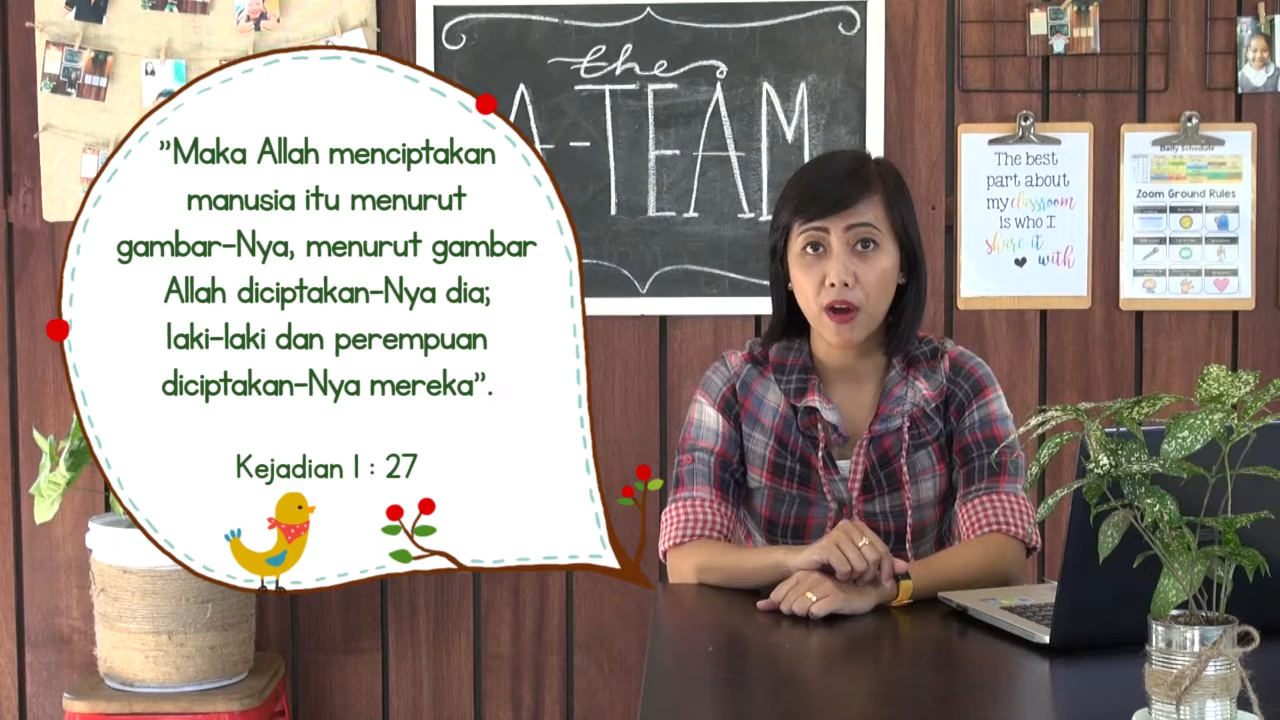 "Maka Allah menciptakan
manusia itu menurut
gambar-Nya, menurut gambar
Allah diciptakan-Nya dia;
laki-laki dan perempuan
diciptakan-Nya mereka".
Kejadian 1 : 27
the
A-TEAM
The best
part about
my classroom
is who I
share it
with
Daily Schedule
Zoom Ground Rules